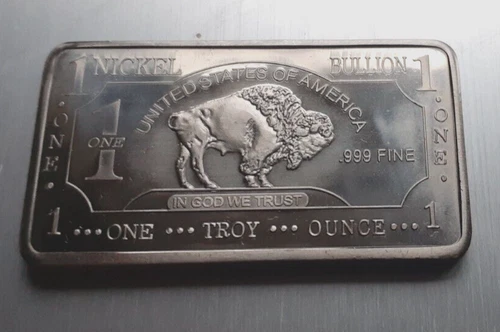 1 NICKEL BULLION 1
UNITED STATES OF AMERICA
1 ONE
.999 FINE
·ONE·
·ONE·
IN GOD WE TRUST
1 ••• ONE ••• TROY ••• OUNCE ••• 1